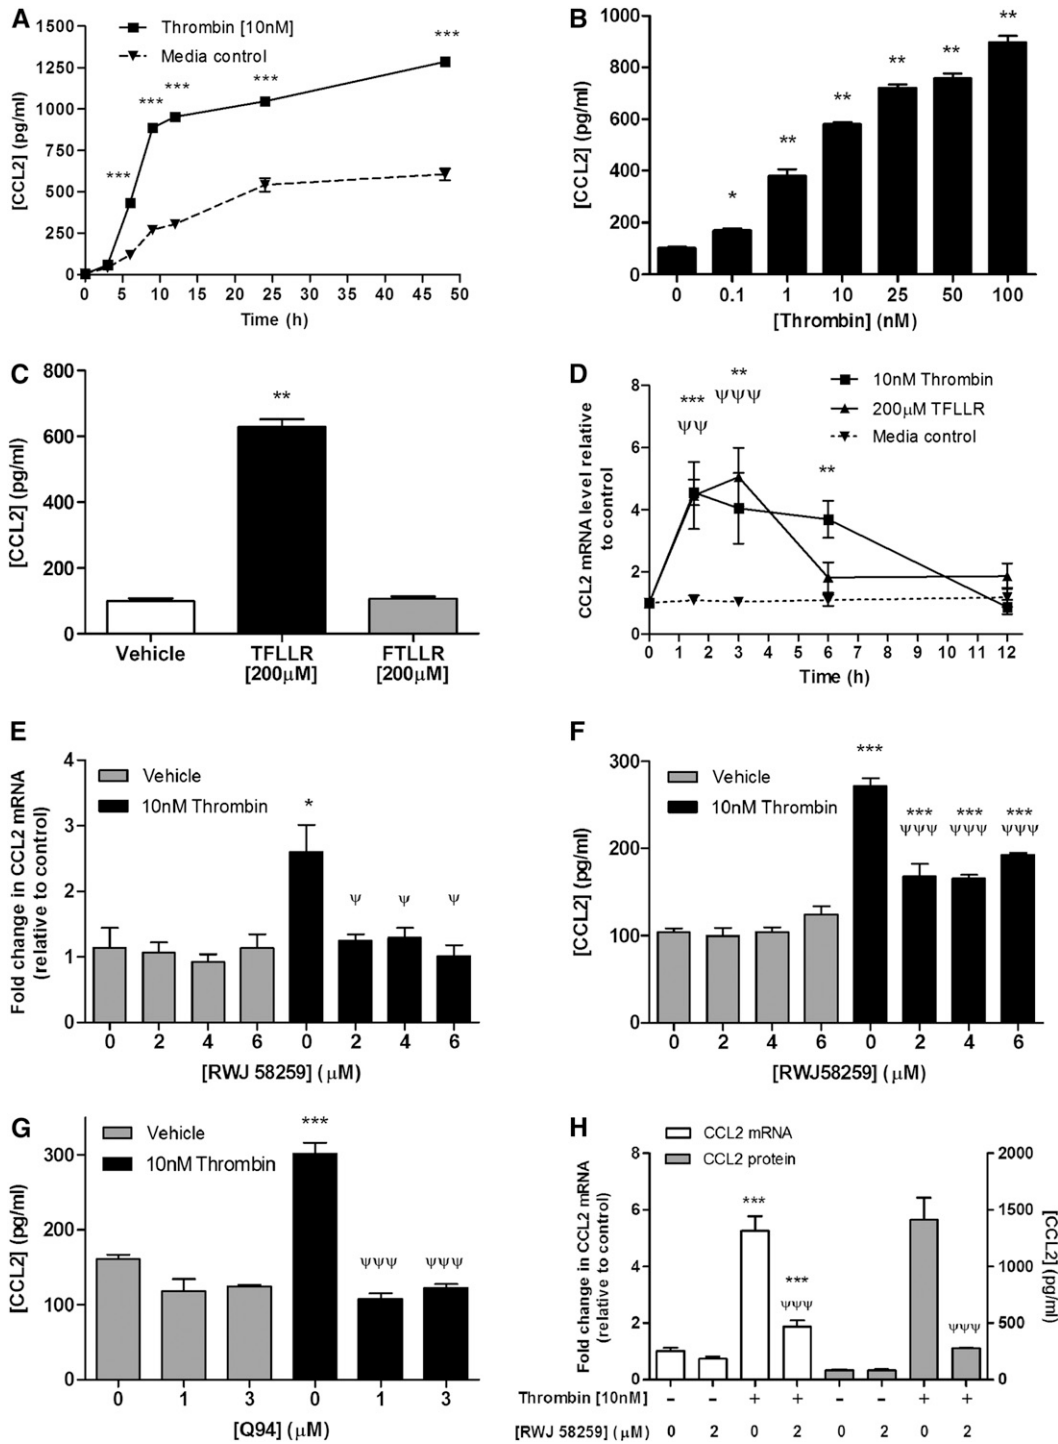 A
Thrombin [10nM]
Media control
[CCL2] (pg/ml)
1500
1250
1000
750
500
250
0
***
***
***
***
***
0 5 10 15 20 25 30 35 40 45 50
Time (h)
B
[CCL2] (pg/ml)
1000
800
600
400
200
0
*
**
**
**
**
**
0 0.1 1 10 25 50 100
[Thrombin] (nM)
C
[CCL2] (pg/ml)
800
600
400
200
0
**
Vehicle TFLLR FTLLR
[200μM] [200μM]
D
10nM Thrombin
200μM TFLLR
Media control
CCL2 mRNA level relative
to control
8
6
4
2
0
***
ψψ
**
ψψψ
**
0 1 2 3 4 5 6 7 8 9 10 11 12
Time (h)
E
Vehicle
10nM Thrombin
Fold change in CCL2 mRNA
(relative to control)
4
3
2
1
0
*
ψ ψ ψ
0 2 4 6 0 2 4 6
[RWJ 58259] (μM)
F
Vehicle
10nM Thrombin
[CCL2] (pg/ml)
300
200
100
0
***
*** *** ***
ψψψ ψψψ ψψψ
0 2 4 6 0 2 4 6
[RWJ58259] (μM)
G
Vehicle
10nM Thrombin
[CCL2] (pg/ml)
300
200
100
0
***
ψψψ ψψψ
0 1 3 0 1 3
[Q94] (μM)
H
CCL2 mRNA
CCL2 protein
Fold change in CCL2 mRNA
(relative to control)
8
6
4
2
0
***
***
ψψψ
ψψψ
2000
1500
1000
500
0
[CCL2] (pg/ml)
Thrombin [10nM] - - + + - - + +
[RWJ 58259] (μM) 0 2 0 2 0 2 0 2